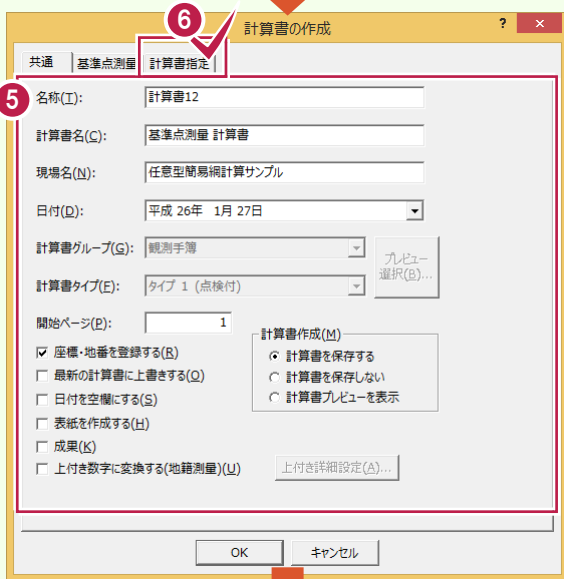 6
計算書の作成
? ×
共通 基準点測量 計算書指定
5
名称(T): 計算書12
計算書名(C): 基準点測量 計算書
現場名(N): 任意型簡易網計算サンプル
日付(D): 平成 26年 1月 27日
計算書グループ(G): 観測手簿
プレビュー
選択(B)...
計算書タイプ(F): タイプ 1 (点検付)
開始ページ(P): 1
座標・地番を登録する(R)
最新の計算書に上書きする(O)
日付を空欄にする(S)
表紙を作成する(H)
成果(K)
上付き数字に変換する(地籍測量)(U)
計算書作成(M)
計算書を保存する
計算書を保存しない
計算書プレビューを表示
上付き詳細設定(A)...
OK キャンセル